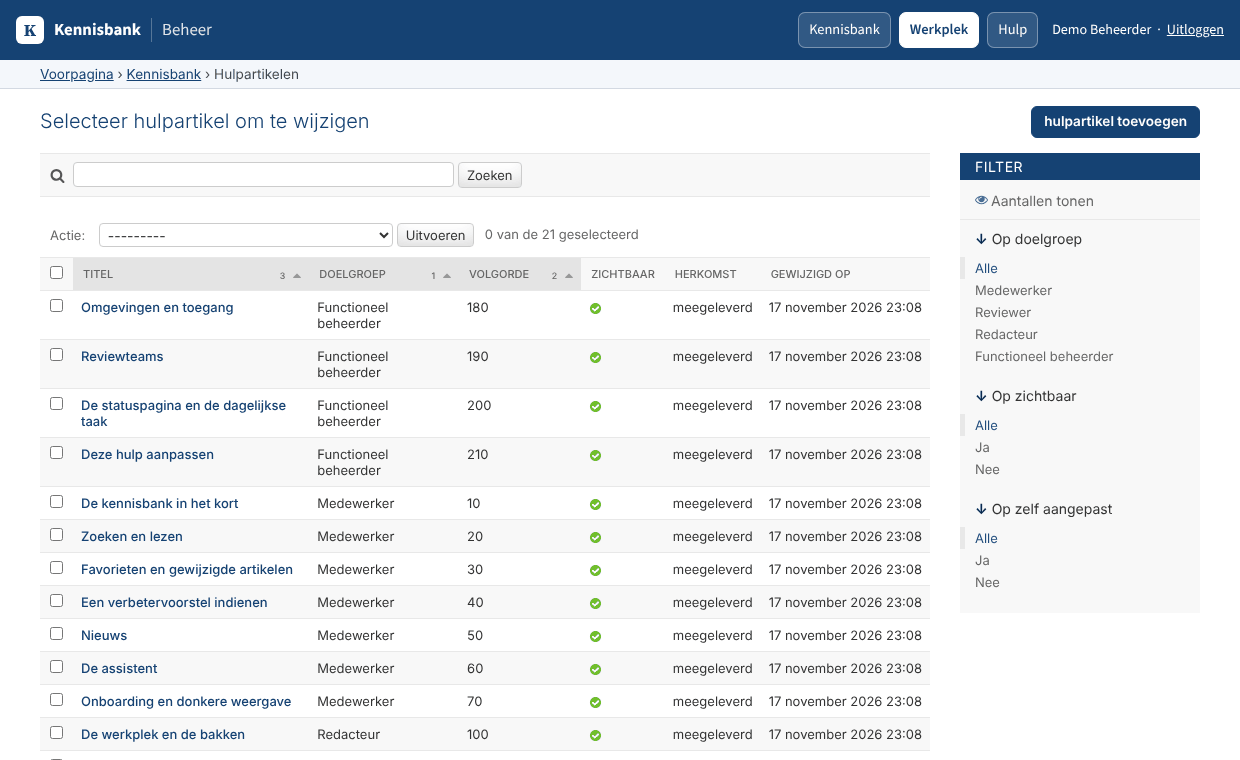 K Kennisbank Beheer Kennisbank Werkplek Hulp Demo Beheerder · Uitloggen
Voorpagina › Kennisbank › Hulpartikelen
Selecteer hulpartikel om te wijzigen
hulpartikel toevoegen
Zoeken
Actie: --------- Uitvoeren 0 van de 21 geselecteerd
TITEL 3 DOELGROEP 1 VOLGORDE 2 ZICHTBAAR HERKOMST GEWIJZIGD OP
Omgevingen en toegang Functioneel beheerder 180 meegeleverd 17 november 2026 23:08
Reviewteams Functioneel beheerder 190 meegeleverd 17 november 2026 23:08
De statuspagina en de dagelijkse taak Functioneel beheerder 200 meegeleverd 17 november 2026 23:08
Deze hulp aanpassen Functioneel beheerder 210 meegeleverd 17 november 2026 23:08
De kennisbank in het kort Medewerker 10 meegeleverd 17 november 2026 23:08
Zoeken en lezen Medewerker 20 meegeleverd 17 november 2026 23:08
Favorieten en gewijzigde artikelen Medewerker 30 meegeleverd 17 november 2026 23:08
Een verbetervoorstel indienen Medewerker 40 meegeleverd 17 november 2026 23:08
Nieuws Medewerker 50 meegeleverd 17 november 2026 23:08
De assistent Medewerker 60 meegeleverd 17 november 2026 23:08
Onboarding en donkere weergave Medewerker 70 meegeleverd 17 november 2026 23:08
De werkplek en de bakken Redacteur 100 meegeleverd 17 november 2026 23:08
FILTER
Aantallen tonen
Op doelgroep
Alle
Medewerker
Reviewer
Redacteur
Functioneel beheerder
Op zichtbaar
Alle
Ja
Nee
Op zelf aangepast
Alle
Ja
Nee